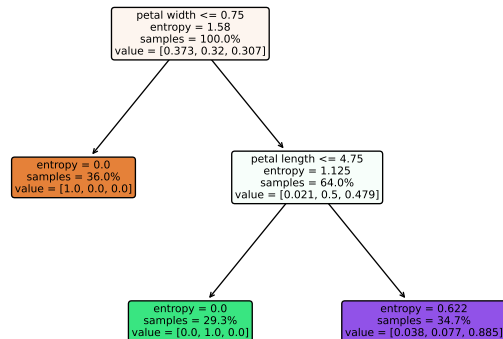 petal width <= 0.75
entropy = 1.58
samples = 100.0%
value = [0.373, 0.32, 0.307]
entropy = 0.0
samples = 36.0%
value = [1.0, 0.0, 0.0]
petal length <= 4.75
entropy = 1.125
samples = 64.0%
value = [0.021, 0.5, 0.479]
entropy = 0.0
samples = 29.3%
value = [0.0, 1.0, 0.0]
entropy = 0.622
samples = 34.7%
value = [0.038, 0.077, 0.885]